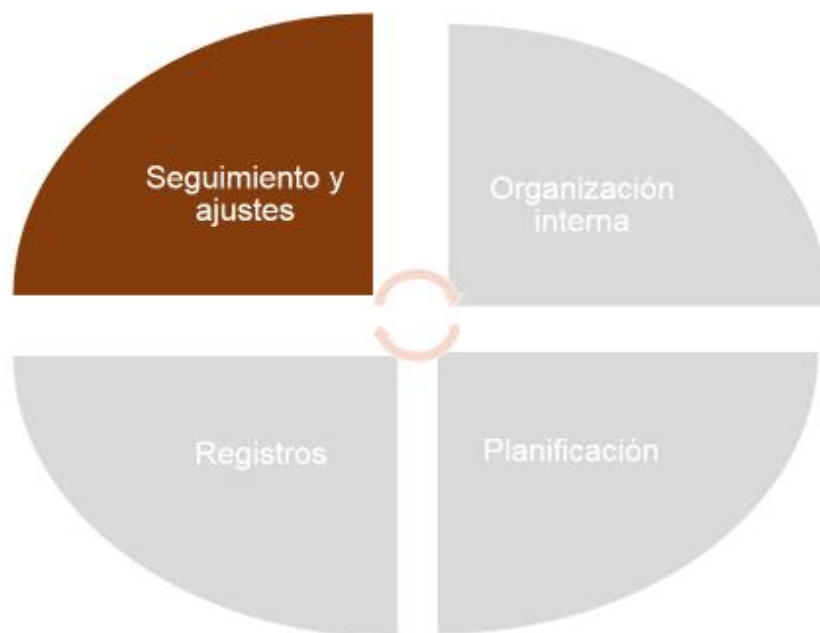 Seguimiento y
ajustes
Organización
interna
Registros
Planificación